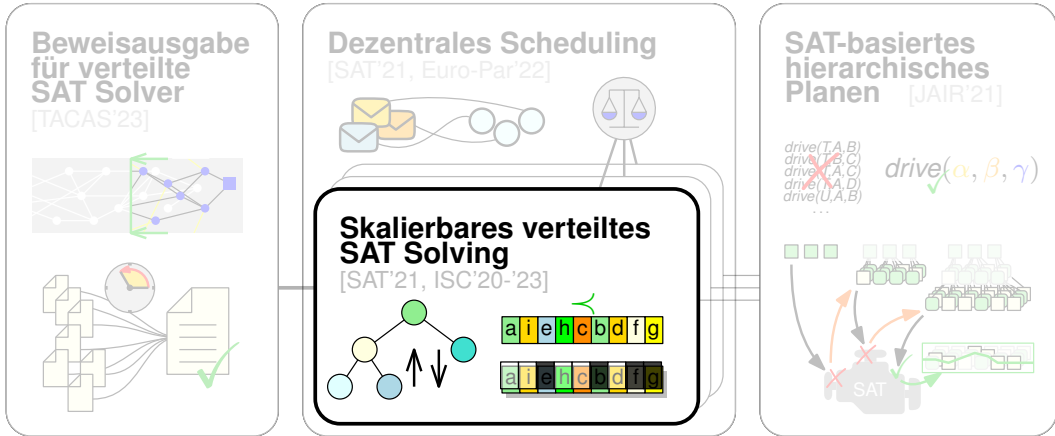 Beweisausgabe
für verteilte
SAT Solver
[TACAS'23]
Dezentrales Scheduling
[SAT'21, Euro-Par'22]
Skalierbares verteiltes
SAT Solving
[SAT'21, ISC'20-'23]
a i e h c b d f g
a i e h c b d f g
SAT-basiertes
hierarchisches
Planen [JAIR'21]
drive(T,A,B)
drive(T,B,C)
drive(T,A,C)
drive(T,A,D)
drive(U,A,B)
...
drive(α, β, γ)
SAT